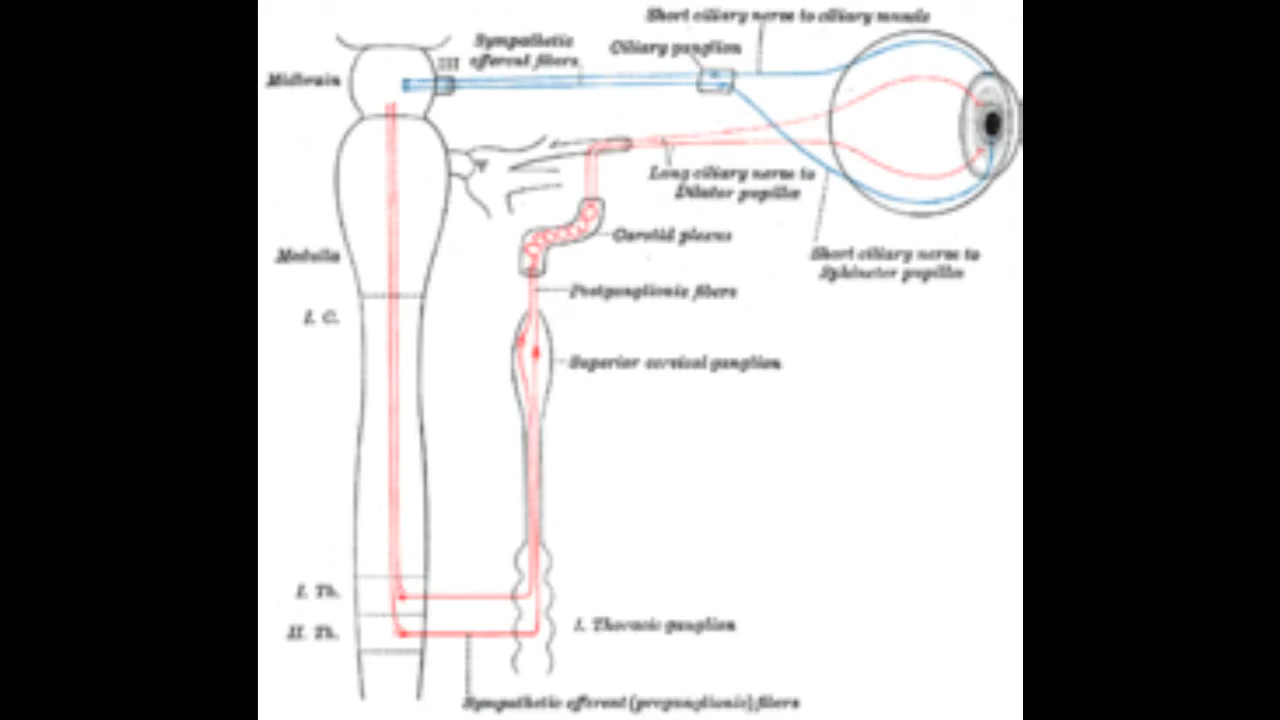 Short ciliary nerve to ciliary muscle
Sympathetic
efferent fibers
Ciliary ganglion
III
Midbrain
V
Long ciliary nerve to
Dilator pupillæ
Carotid plexus
Medulla
Short ciliary nerve to
Sphincter pupillæ
Postganglionic fibers
I. C.
Superior cervical ganglion
I. Th.
I. Thoracic ganglion
II. Th.
Sympathetic efferent (preganglionic) fibers